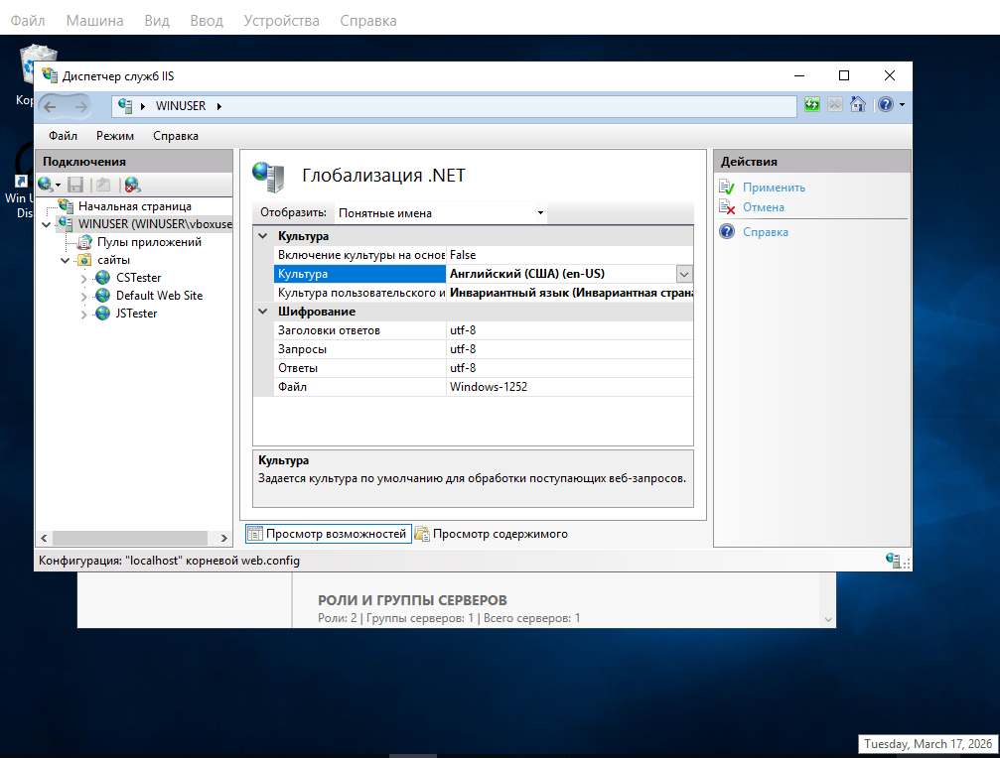 Файл Машина Вид Ввод Устройства Справка
Диспетчер служб IIS
WINUSER
Файл Режим Справка
Подключения
Начальная страница
WINUSER (WINUSER\vboxuse
Пулы приложений
сайты
CSTester
Default Web Site
JSTester
Глобализация .NET
Отобразить: Понятные имена
Культура
Включение культуры на основ False
Культура Английский (США) (en-US)
Культура пользовательского и Инвариантный язык (Инвариантная стран
Шифрование
Заголовки ответов utf-8
Запросы utf-8
Ответы utf-8
Файл Windows-1252
Культура
Задается культура по умолчанию для обработки поступающих веб-запросов.
Просмотр возможностей Просмотр содержимого
Действия
Применить
Отмена
Справка
Конфигурация: "localhost" корневой web.config
РОЛИ И ГРУППЫ СЕРВЕРОВ
Роли: 2 | Группы серверов: 1 | Всего серверов: 1
Кор
Win U
Dis
Tuesday, March 17, 2026